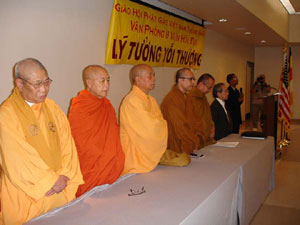 GIÁO HỘI PHẬT GIÁO VIỆT NAM THỐNG NHẤT
VĂN PHÒNG II VIỆN HÓA ĐẠO
LÝ TƯỞNG TỐI THƯỢNG